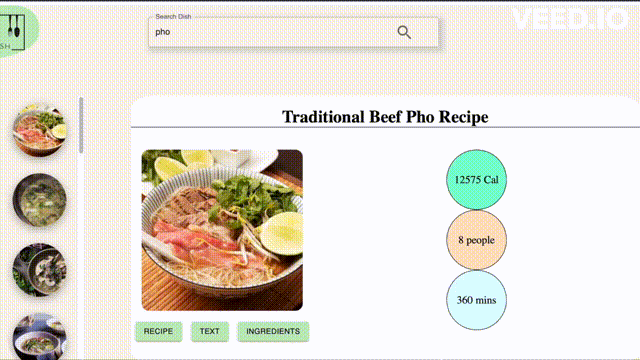 VEED.IO
SH
Search Dish
pho
Traditional Beef Pho Recipe
12575 Cal
8 people
360 mins
RECIPE
TEXT
INGREDIENTS